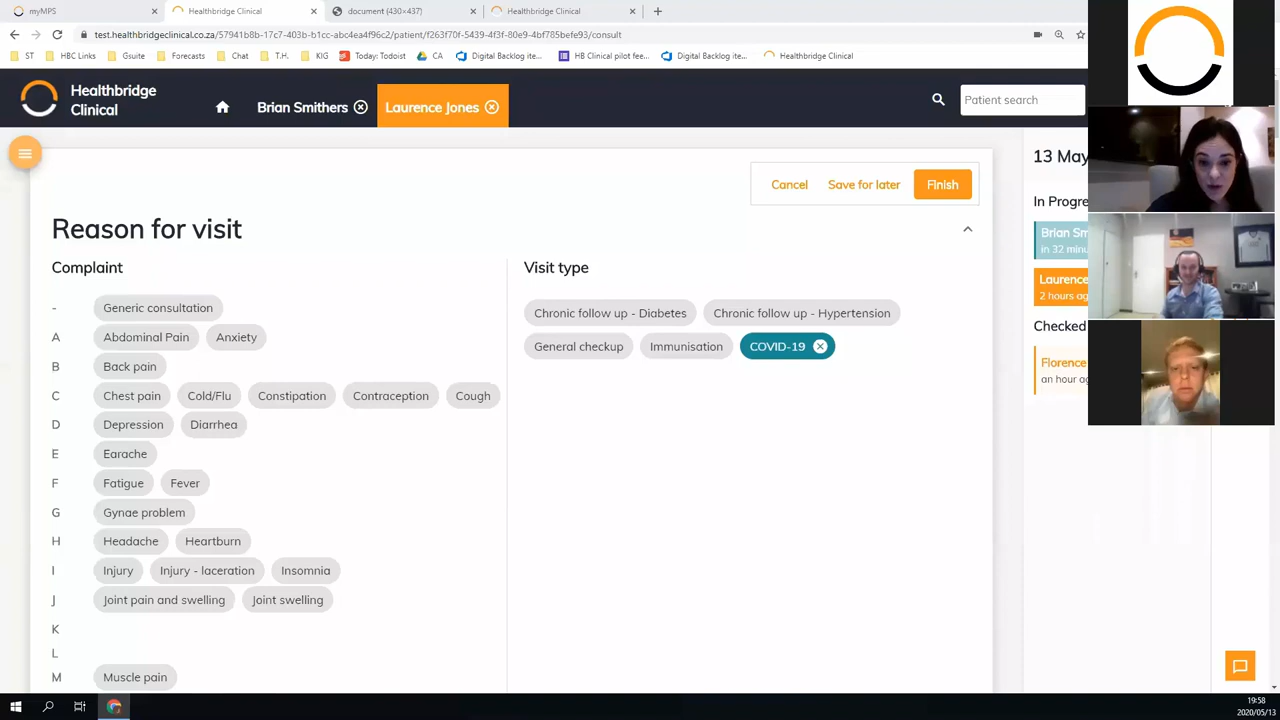 myMPS
Healthbridge Clinical
document (430×437)
Healthbridge Clinical
test.healthbridgeclinical.co.za/57941b8b-17c7-403b-b1cc-abc4ea4f96c2/patient/f263f70f-5439-4f3f-80e9-4bf785befe93/consult
ST HBC Links Gsuite Forecasts Chat T.H. KIG Today: Todoist CA Digital Backlog ite... HB Clinical pilot fee... Digital Backlog ite... Healthbridge Clinical
Healthbridge
Clinical
Brian Smithers
Laurence Jones
Patient search
Cancel Save for later Finish
13 May
In Progre
Brian Sm
in 32 minu
Laurence
2 hours ag
Checked
Florence
an hour ag
Reason for visit
Complaint
- Generic consultation
A Abdominal Pain Anxiety
B Back pain
C Chest pain Cold/Flu Constipation Contraception Cough
D Depression Diarrhea
E Earache
F Fatigue Fever
G Gynae problem
H Headache Heartburn
I Injury Injury - laceration Insomnia
J Joint pain and swelling Joint swelling
K
L
M Muscle pain
Visit type
Chronic follow up - Diabetes Chronic follow up - Hypertension
General checkup Immunisation COVID-19
19:58
2020/05/13